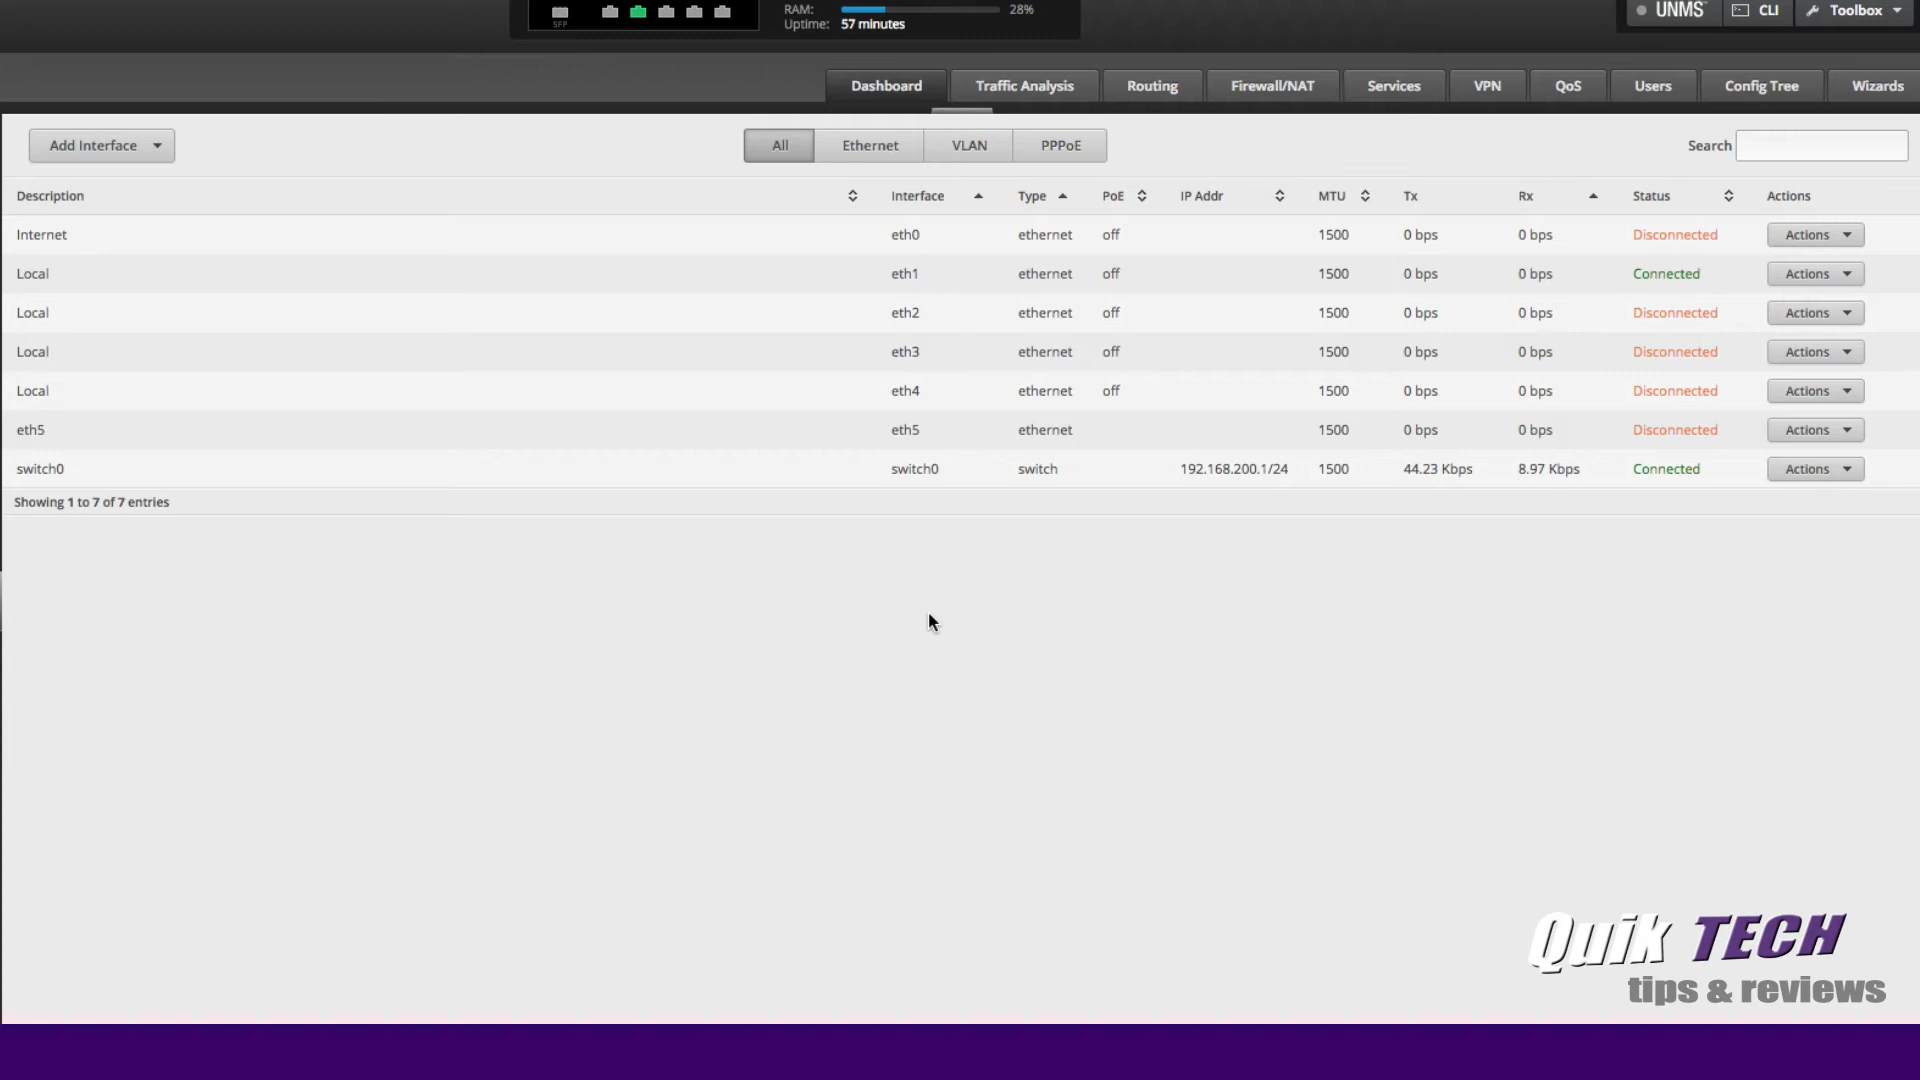 SFP
RAM: 28%
Uptime: 57 minutes
UNMS CLI Toolbox
Dashboard Traffic Analysis Routing Firewall/NAT Services VPN QoS Users Config Tree Wizards
Add Interface All Ethernet VLAN PPPoE Search
Description Interface Type PoE IP Addr MTU Tx Rx Status Actions
Internet eth0 ethernet off 1500 0 bps 0 bps Disconnected Actions
Local eth1 ethernet off 1500 0 bps 0 bps Connected Actions
Local eth2 ethernet off 1500 0 bps 0 bps Disconnected Actions
Local eth3 ethernet off 1500 0 bps 0 bps Disconnected Actions
Local eth4 ethernet off 1500 0 bps 0 bps Disconnected Actions
eth5 eth5 ethernet 1500 0 bps 0 bps Disconnected Actions
switch0 switch0 switch 192.168.200.1/24 1500 44.23 Kbps 8.97 Kbps Connected Actions
Showing 1 to 7 of 7 entries
Quik TECH
tips & reviews